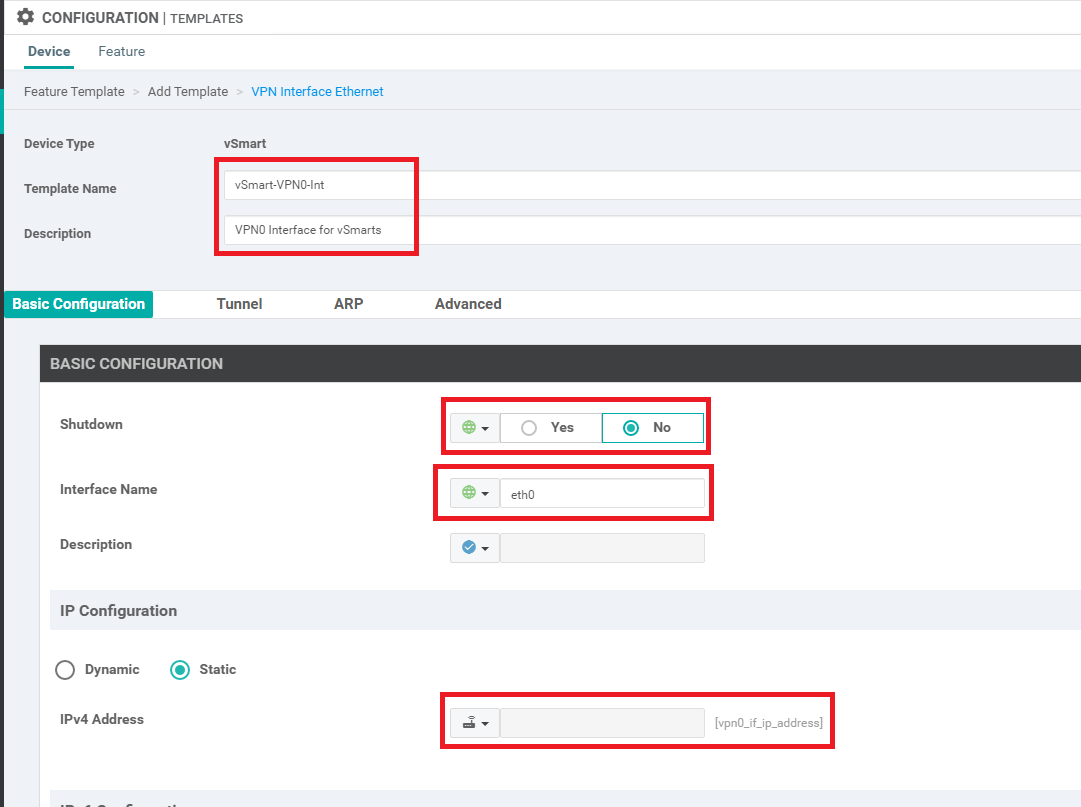 CONFIGURATION | TEMPLATES
Device Feature
Feature Template > Add Template > VPN Interface Ethernet
Device Type vSmart
Template Name vSmart-VPN0-Int
Description VPN0 Interface for vSmarts
Basic Configuration Tunnel ARP Advanced
BASIC CONFIGURATION
Shutdown Yes No
Interface Name eth0
Description
IP Configuration
Dynamic Static
IPv4 Address [vpn0_if_ip_address]